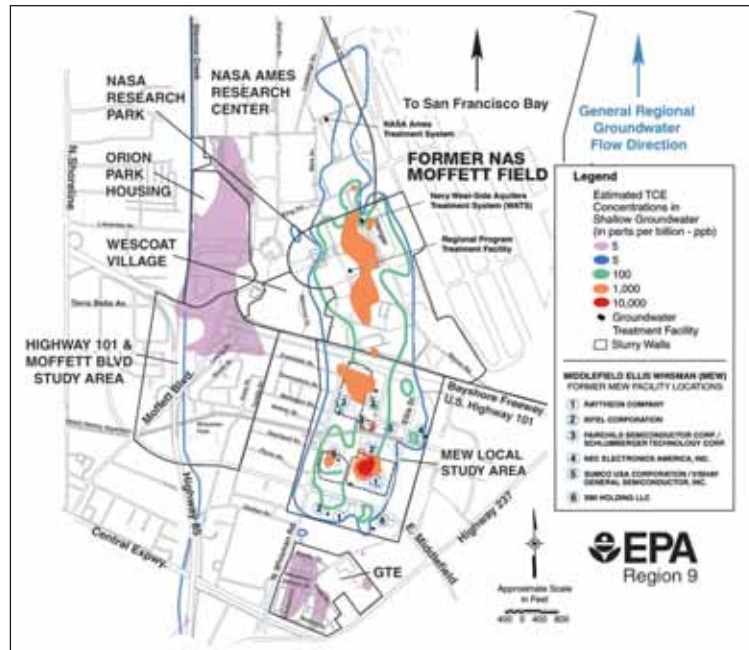 NASA
RESEARCH
PARK
NASA AMES
RESEARCH
CENTER
To San Francisco Bay
General Regional
Groundwater
Flow Direction
NASA Ames
Treatment System
ORION
PARK
HOUSING
FORMER NAS
MOFFETT FIELD
Navy West-Side Aquifers
Treatment System (WATS)
Regional Program
Treatment Facility
N. Shoreline
WESCOAT
VILLAGE
Terra Bella Av.
HIGHWAY 101 &
MOFFETT BLVD
STUDY AREA
Moffett Blvd.
Bayshore Freeway
U.S. Highway 101
MEW LOCAL
STUDY AREA
Highway 85
Highway 237
E. Middlefield
Central Expwy.
GTE
Legend
Estimated TCE
Concentrations in
Shallow Groundwater
(in parts per billion - ppb)
5
5
100
1,000
10,000
Groundwater
Treatment Facility
Slurry Walls
MIDDLEFIELD ELLIS WHISMAN (MEW)
FORMER MEW FACILITY LOCATIONS
1 RAYTHEON COMPANY
2 INTEL CORPORATION
3 FAIRCHILD SEMICONDUCTOR CORP./
SCHLUMBERGER TECHNOLOGY CORP.
4 NEC ELECTRONICS AMERICA, INC.
5 SUMCO USA CORPORATION / VISHAY
GENERAL SEMICONDUCTOR, INC.
6 SMI HOLDING LLC
EPA
Region 9
Approximate Scale
in Feet
400 0 400 800